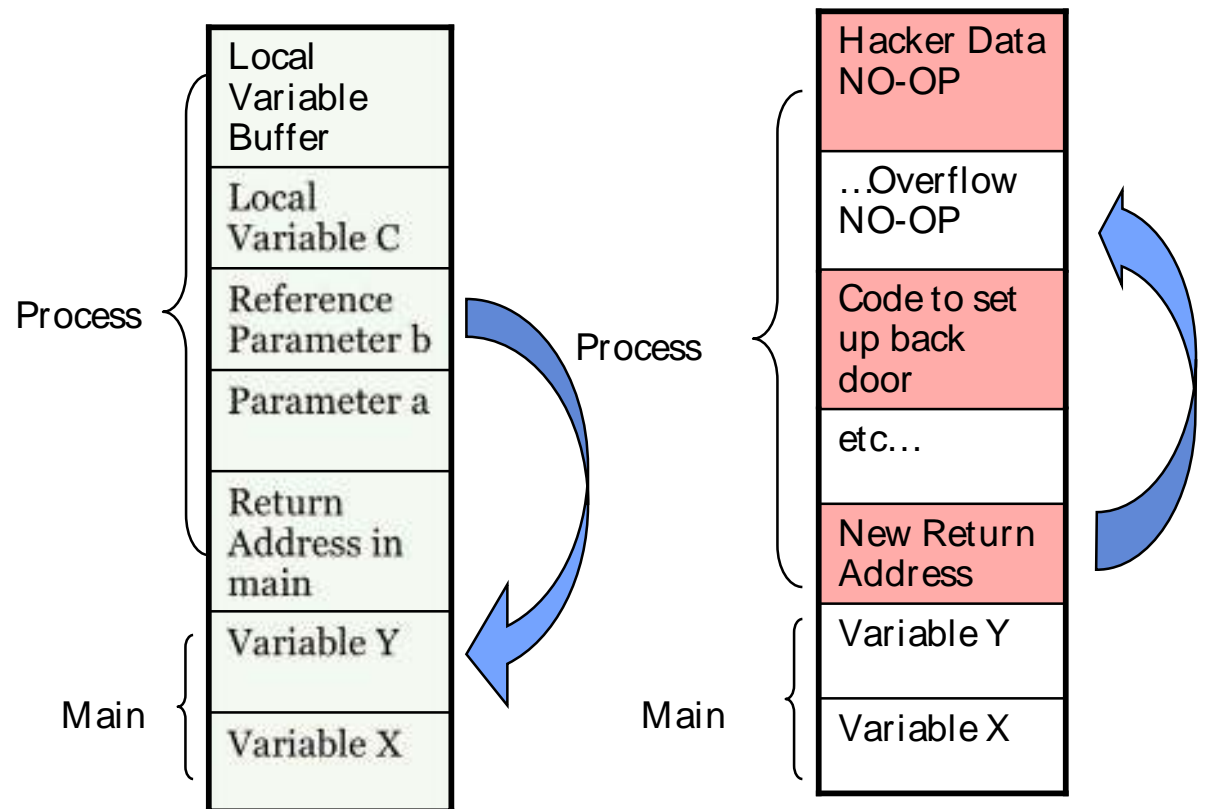 Local
Variable
Buffer
Local
Variable C
Reference
Parameter b
Parameter a
Return
Address in
main
Variable Y
Variable X
Process
Main
Hacker Data
NO-OP
…Overflow
NO-OP
Code to set
up back
door
etc…
New Return
Address
Variable Y
Variable X
Process
Main